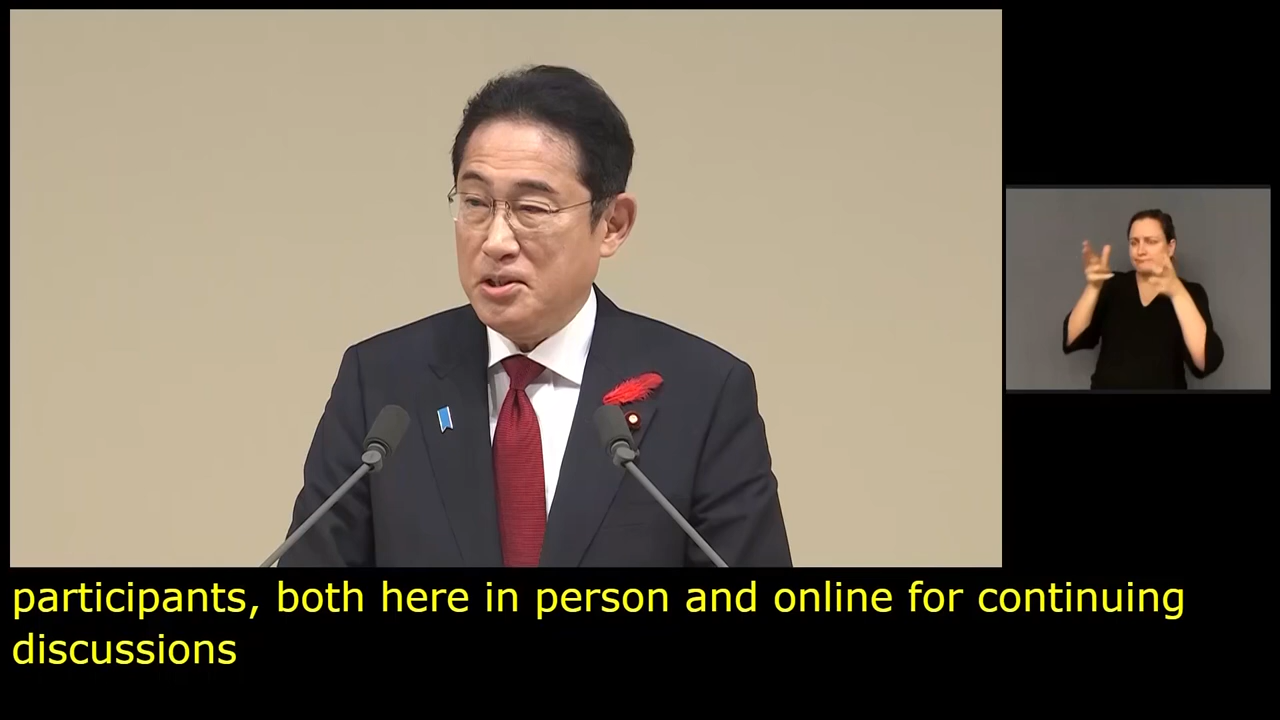 participants, both here in person and online for continuing
discussions